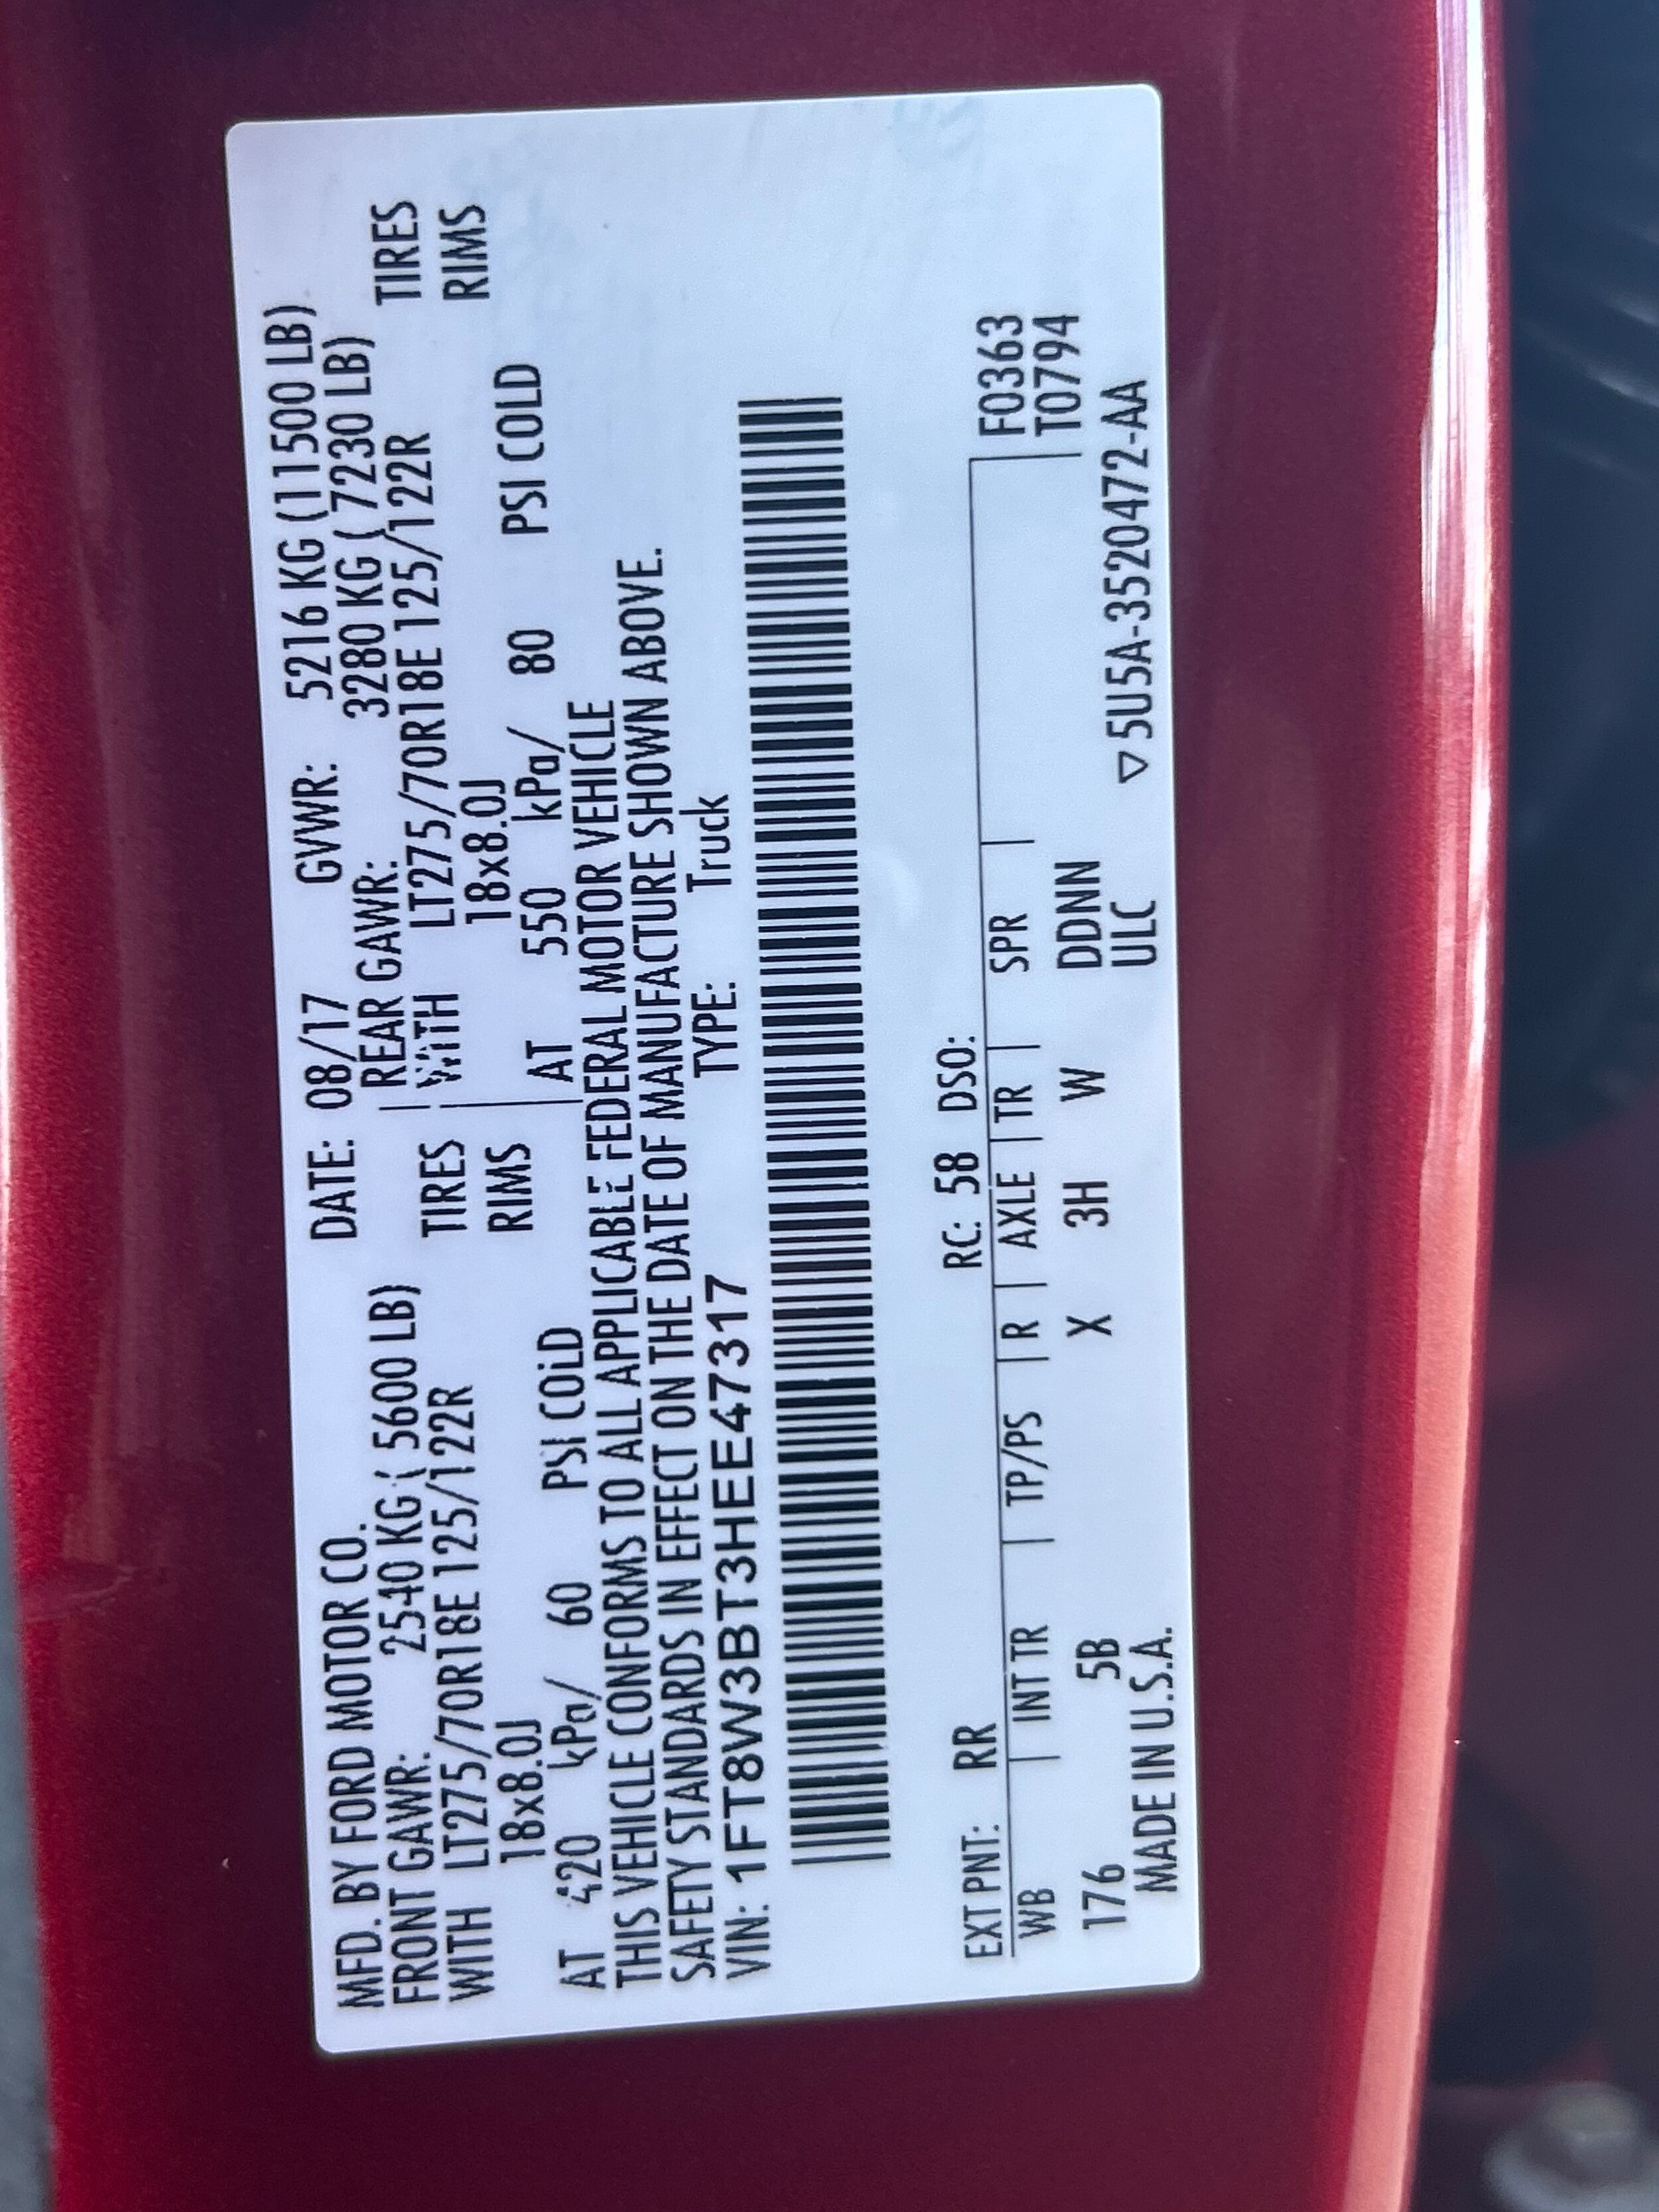 MFD. BY FORD MOTOR CO. DATE: 08/17 GVWR: 5216 KG (11500 LB)
FRONT GAWR: 2540 KG ( 5600 LB) REAR GAWR: 3280 KG ( 7230 LB)
WITH LT275/70R18E 125/122R TIRES WITH LT275/70R18E 125/122R TIRES
18x8.0J RIMS 18x8.0J RIMS
AT 420 kPa/ 60 PSI COLD AT 550 kPa/ 80 PSI COLD
THIS VEHICLE CONFORMS TO ALL APPLICABLE FEDERAL MOTOR VEHICLE
SAFETY STANDARDS IN EFFECT ON THE DATE OF MANUFACTURE SHOWN ABOVE.
VIN: 1FT8W3BT3HEE47317 TYPE: Truck
EXT PNT: RR RC: 58 DSO:
WB INT TR TP/PS R AXLE TR SPR F0363
176 5B X 3H W DDNN T0794
MADE IN U.S.A. ULC ▽5U5A-3520472-AA